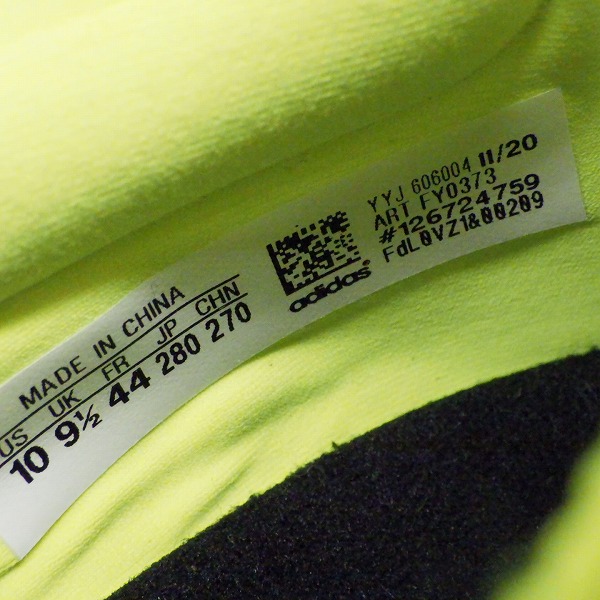 MADE IN CHINA
US UK FR JP CHN
10 9½ 44 280 270
adidas
YYJ 606004 11/20
ART FY0373
#126724759
FdL0VZ1&00209